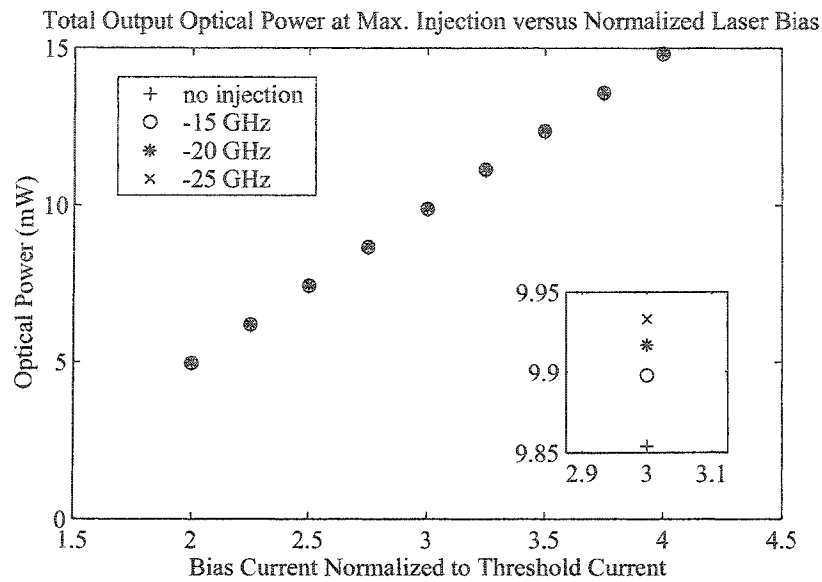 Total Output Optical Power at Max. Injection versus Normalized Laser Bias
15
10
5
0
Optical Power (mW)
no injection
-15 GHz
-20 GHz
-25 GHz
9.95
9.9
9.85
2.9 3 3.1
1.5 2 2.5 3 3.5 4 4.5
Bias Current Normalized to Threshold Current